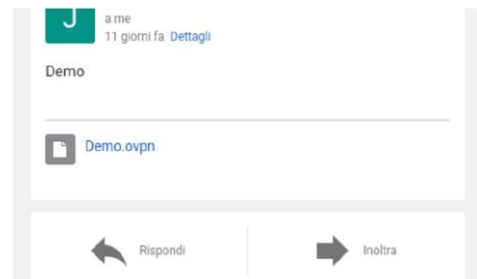 J
a me
11 giorni fa Dettagli
Demo
Demo.ovpn
Rispondi
Inoltra